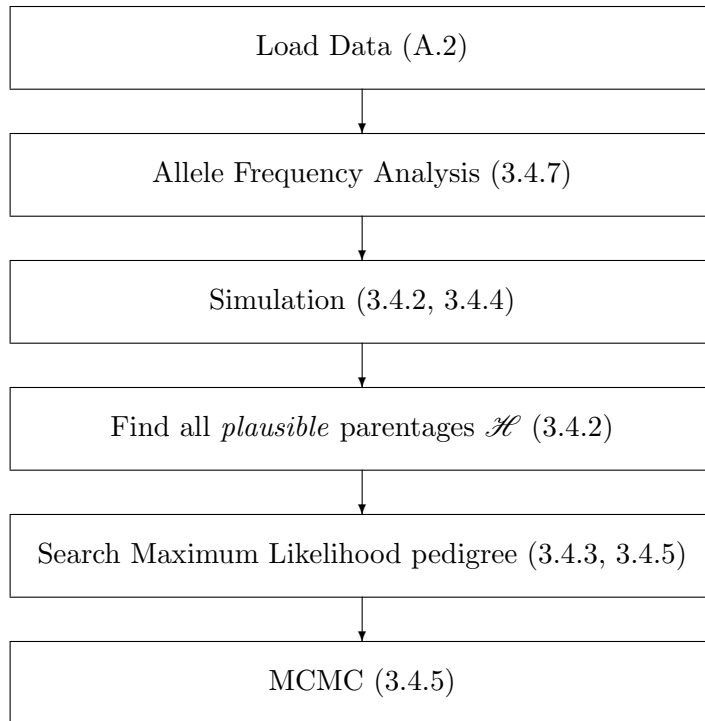 Load Data (A.2)
Allele Frequency Analysis (3.4.7)
Simulation (3.4.2, 3.4.4)
Find all plausible parentages ℋ (3.4.2)
Search Maximum Likelihood pedigree (3.4.3, 3.4.5)
MCMC (3.4.5)